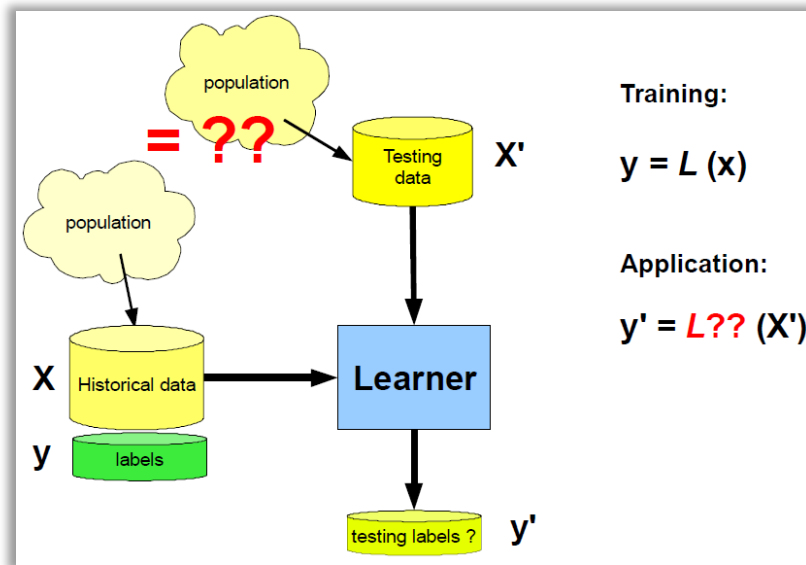 population
= ??
Testing
data
X'
Training:
y = L (x)
population
Application:
y' = L?? (X')
X
Historical data
Learner
y
labels
testing labels ?
y'